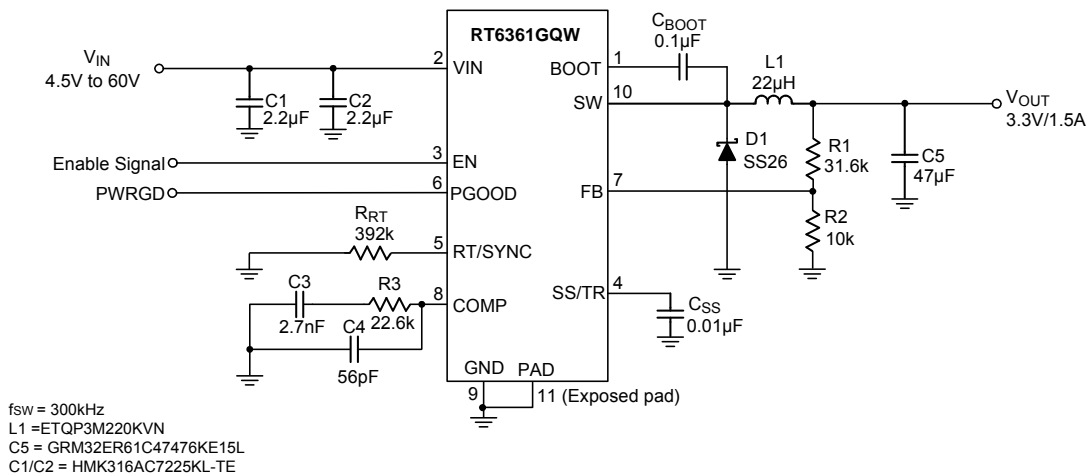 RT6361GQW
CBOOT
0.1µF
VIN
4.5V to 60V
2
VIN
BOOT
1
L1
22µH
SW
10
VOUT
3.3V/1.5A
C1
2.2µF
C2
2.2µF
D1
SS26
R1
31.6k
C5
47µF
Enable Signal
3
EN
PWRGD
6
PGOOD
FB
7
R2
10k
RRT
392k
5
RT/SYNC
C3
2.7nF
R3
22.6k
8
COMP
SS/TR
4
CSS
0.01µF
C4
56pF
GND
PAD
9
11 (Exposed pad)
fSW = 300kHz
L1 =ETQP3M220KVN
C5 = GRM32ER61C47476KE15L
C1/C2 = HMK316AC7225KL-TE